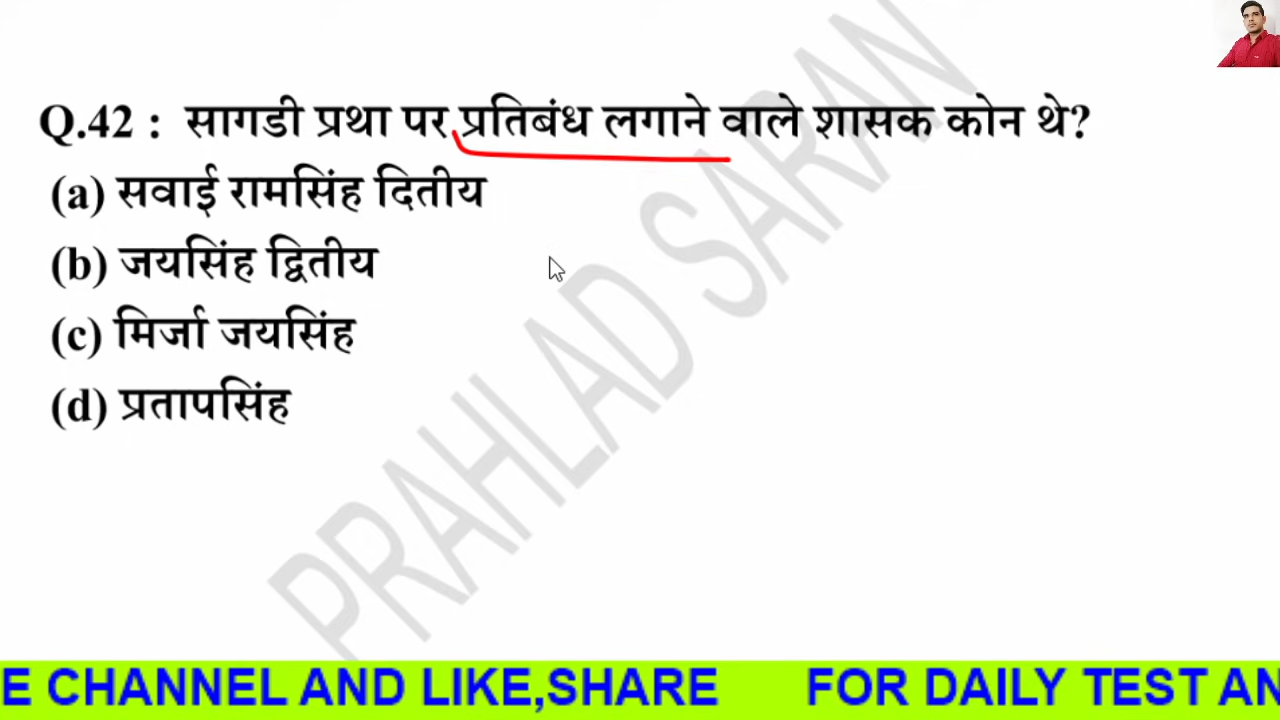 Q.42 : सागडी प्रथा पर प्रतिबंध लगाने वाले शासक कोन थे?
(a) सवाई रामसिंह दितीय
(b) जयसिंह द्वितीय
(c) मिर्जा जयसिंह
(d) प्रतापसिंह
PRAHLAD SARAN
E CHANNEL AND LIKE,SHARE FOR DAILY TEST AN